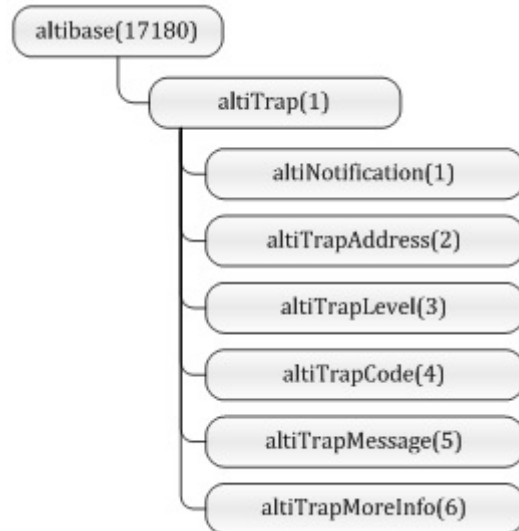 altibase(17180)
altiTrap(1)
altiNotification(1)
altiTrapAddress(2)
altiTrapLevel(3)
altiTrapCode(4)
altiTrapMessage(5)
altiTrapMoreInfo(6)